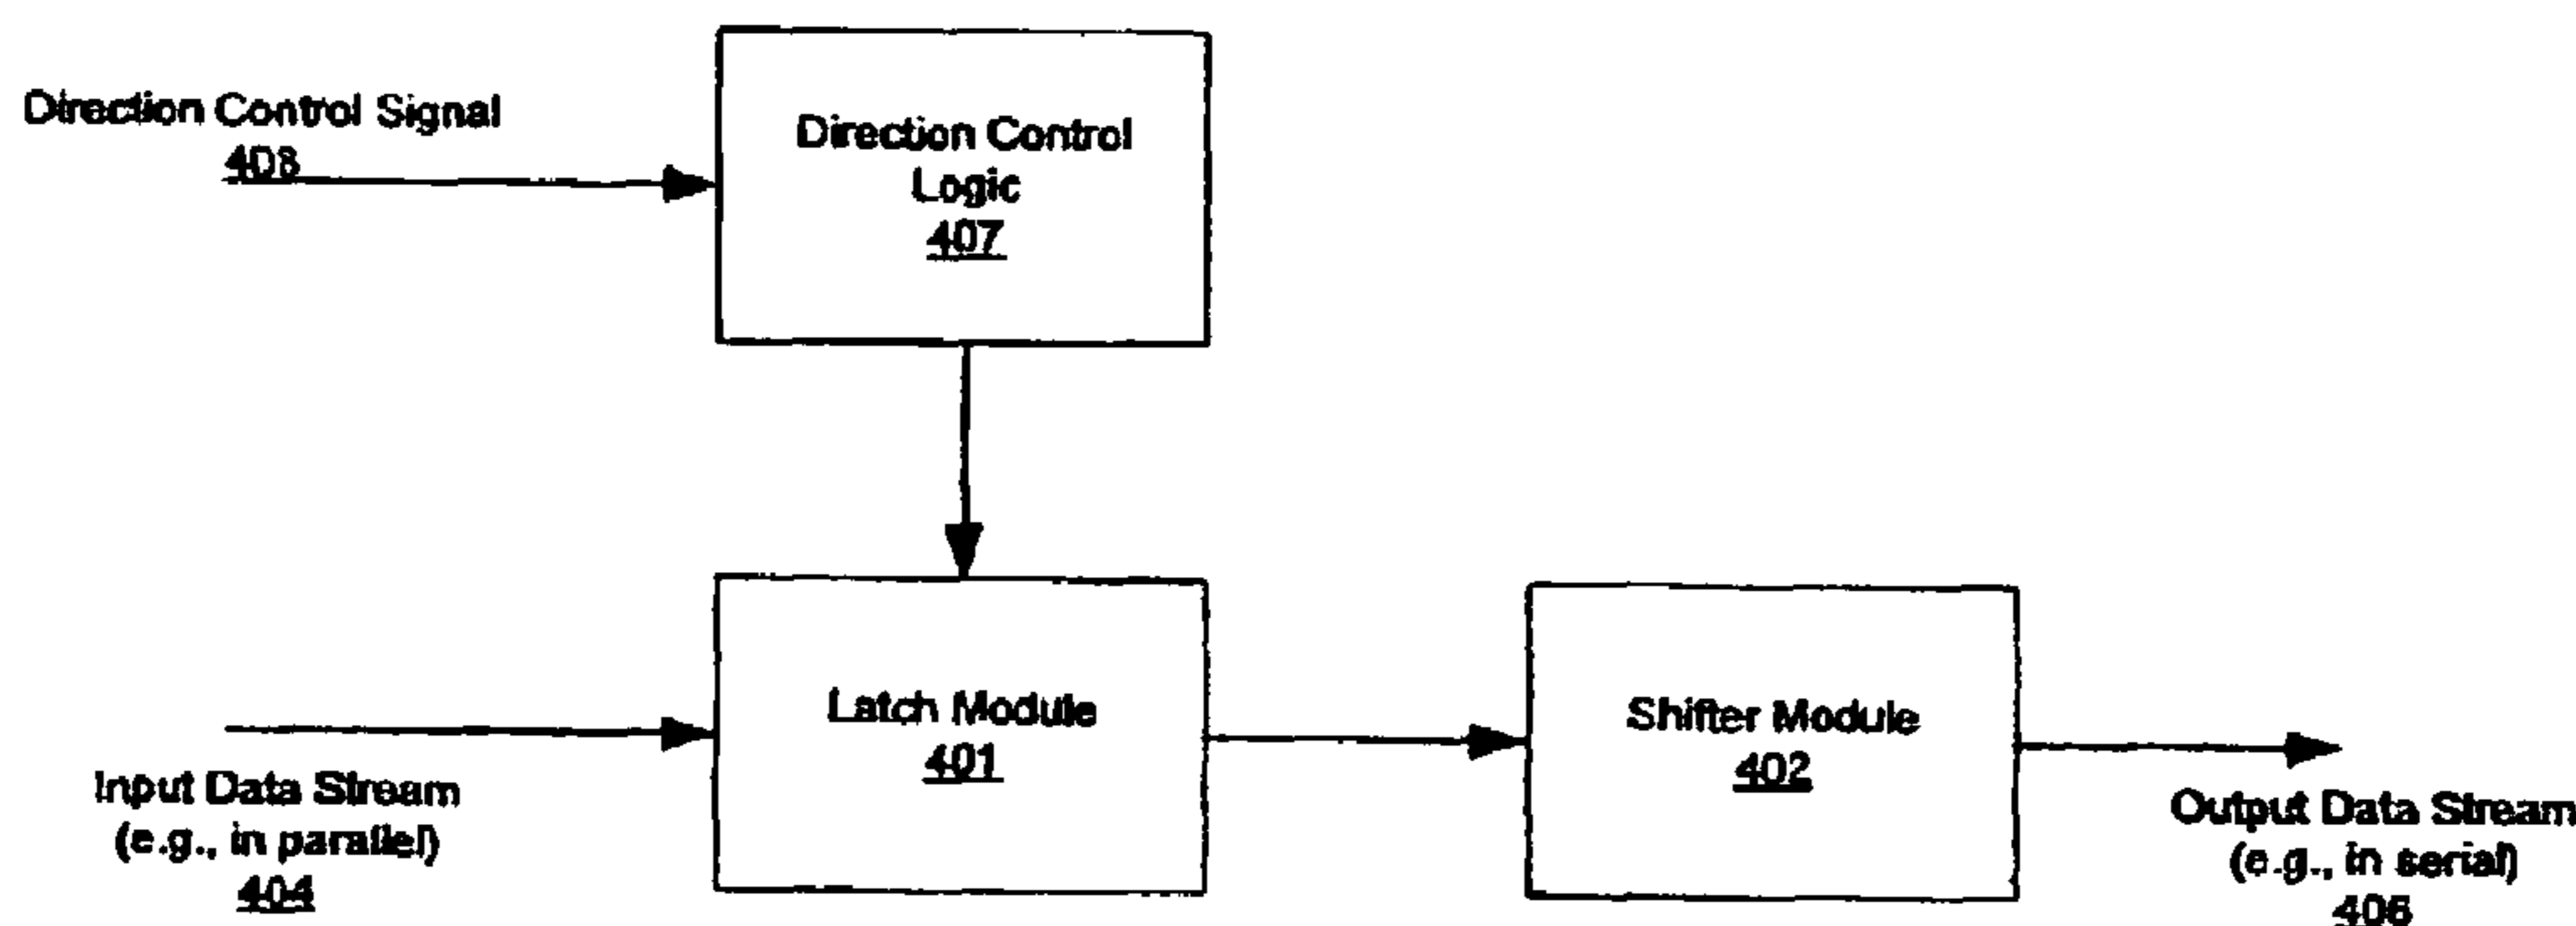 Direction Control Signal
408
Direction Control
Logic
407
Latch Module
401
Shifter Module
402
Input Data Stream
(e.g., in parallel)
404
Output Data Stream
(e.g., in serial)
406